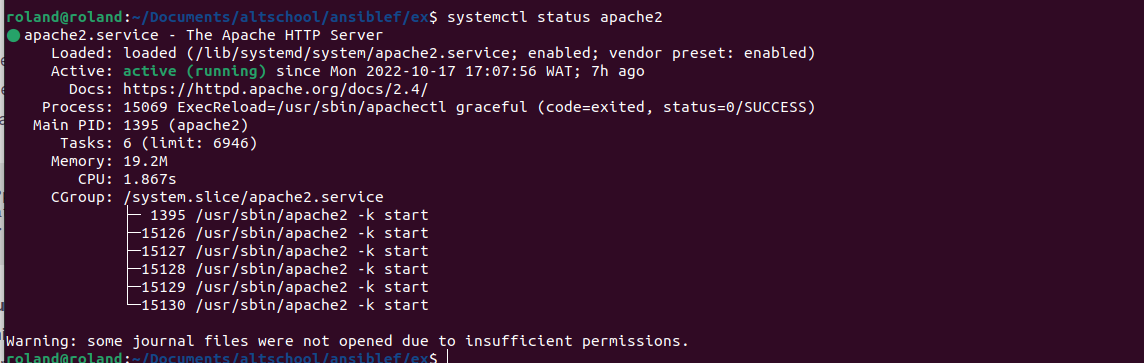 roland@roland:~/Documents/altschool/ansiblef/ex$ systemctl status apache2
● apache2.service - The Apache HTTP Server
     Loaded: loaded (/lib/systemd/system/apache2.service; enabled; vendor preset: enabled)
     Active: active (running) since Mon 2022-10-17 17:07:56 WAT; 7h ago
       Docs: https://httpd.apache.org/docs/2.4/
    Process: 15069 ExecReload=/usr/sbin/apachectl graceful (code=exited, status=0/SUCCESS)
   Main PID: 1395 (apache2)
      Tasks: 6 (limit: 6946)
     Memory: 19.2M
        CPU: 1.867s
     CGroup: /system.slice/apache2.service
             ├─ 1395 /usr/sbin/apache2 -k start
             ├─15126 /usr/sbin/apache2 -k start
             ├─15127 /usr/sbin/apache2 -k start
             ├─15128 /usr/sbin/apache2 -k start
             ├─15129 /usr/sbin/apache2 -k start
             └─15130 /usr/sbin/apache2 -k start

Warning: some journal files were not opened due to insufficient permissions.
roland@roland:~/Documents/altschool/ansiblef/ex$